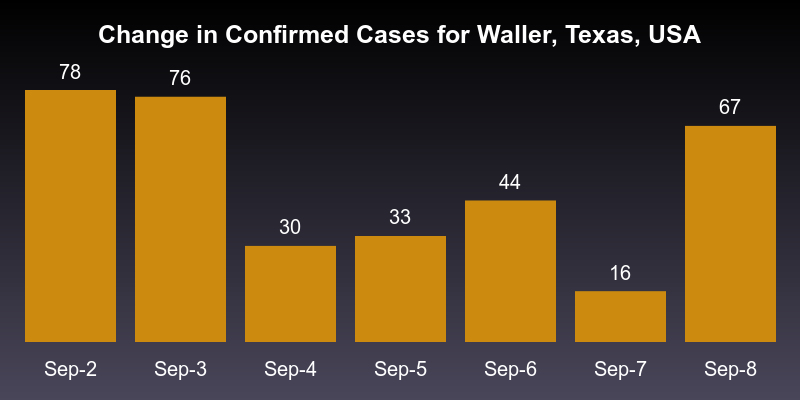 Change in Confirmed Cases for Waller, Texas, USA
78 76 30 33 44 16 67
Sep-2 Sep-3 Sep-4 Sep-5 Sep-6 Sep-7 Sep-8